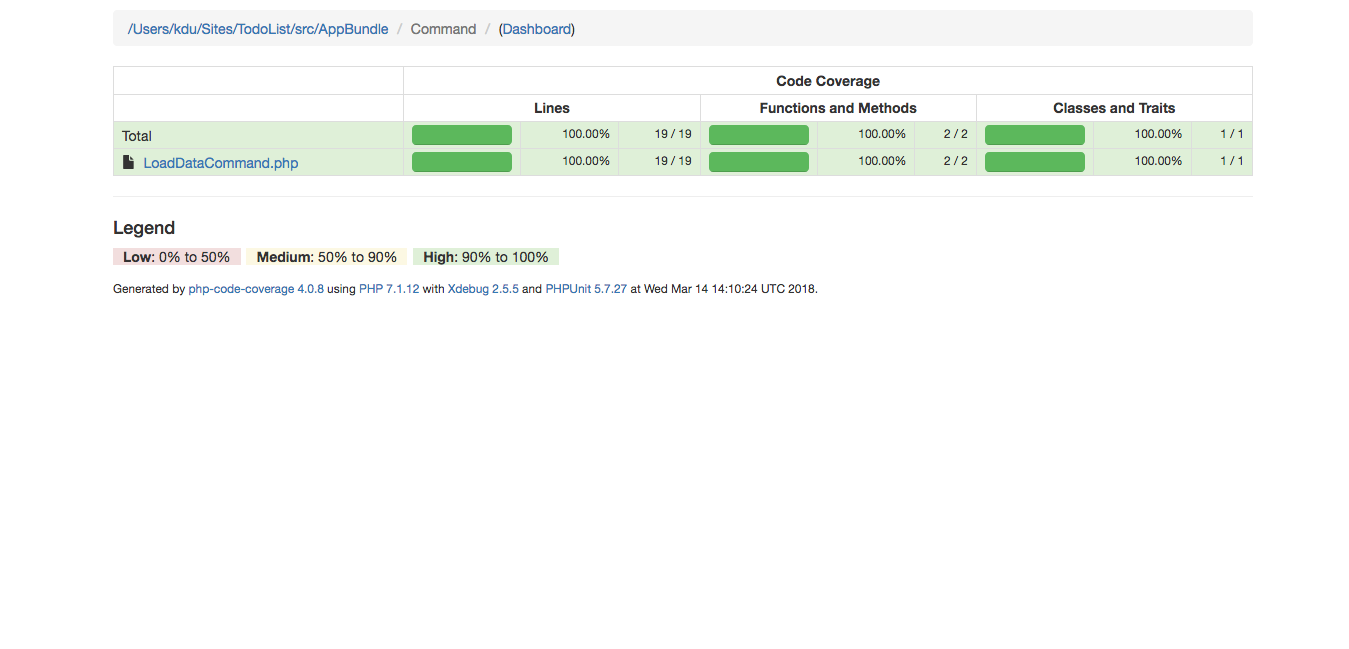 /Users/kdu/Sites/TodoList/src/AppBundle / Command / (Dashboard)
Code Coverage
Lines Functions and Methods Classes and Traits
Total 100.00% 19 / 19 100.00% 2 / 2 100.00% 1 / 1
LoadDataCommand.php 100.00% 19 / 19 100.00% 2 / 2 100.00% 1 / 1
Legend
Low: 0% to 50% Medium: 50% to 90% High: 90% to 100%
Generated by php-code-coverage 4.0.8 using PHP 7.1.12 with Xdebug 2.5.5 and PHPUnit 5.7.27 at Wed Mar 14 14:10:24 UTC 2018.